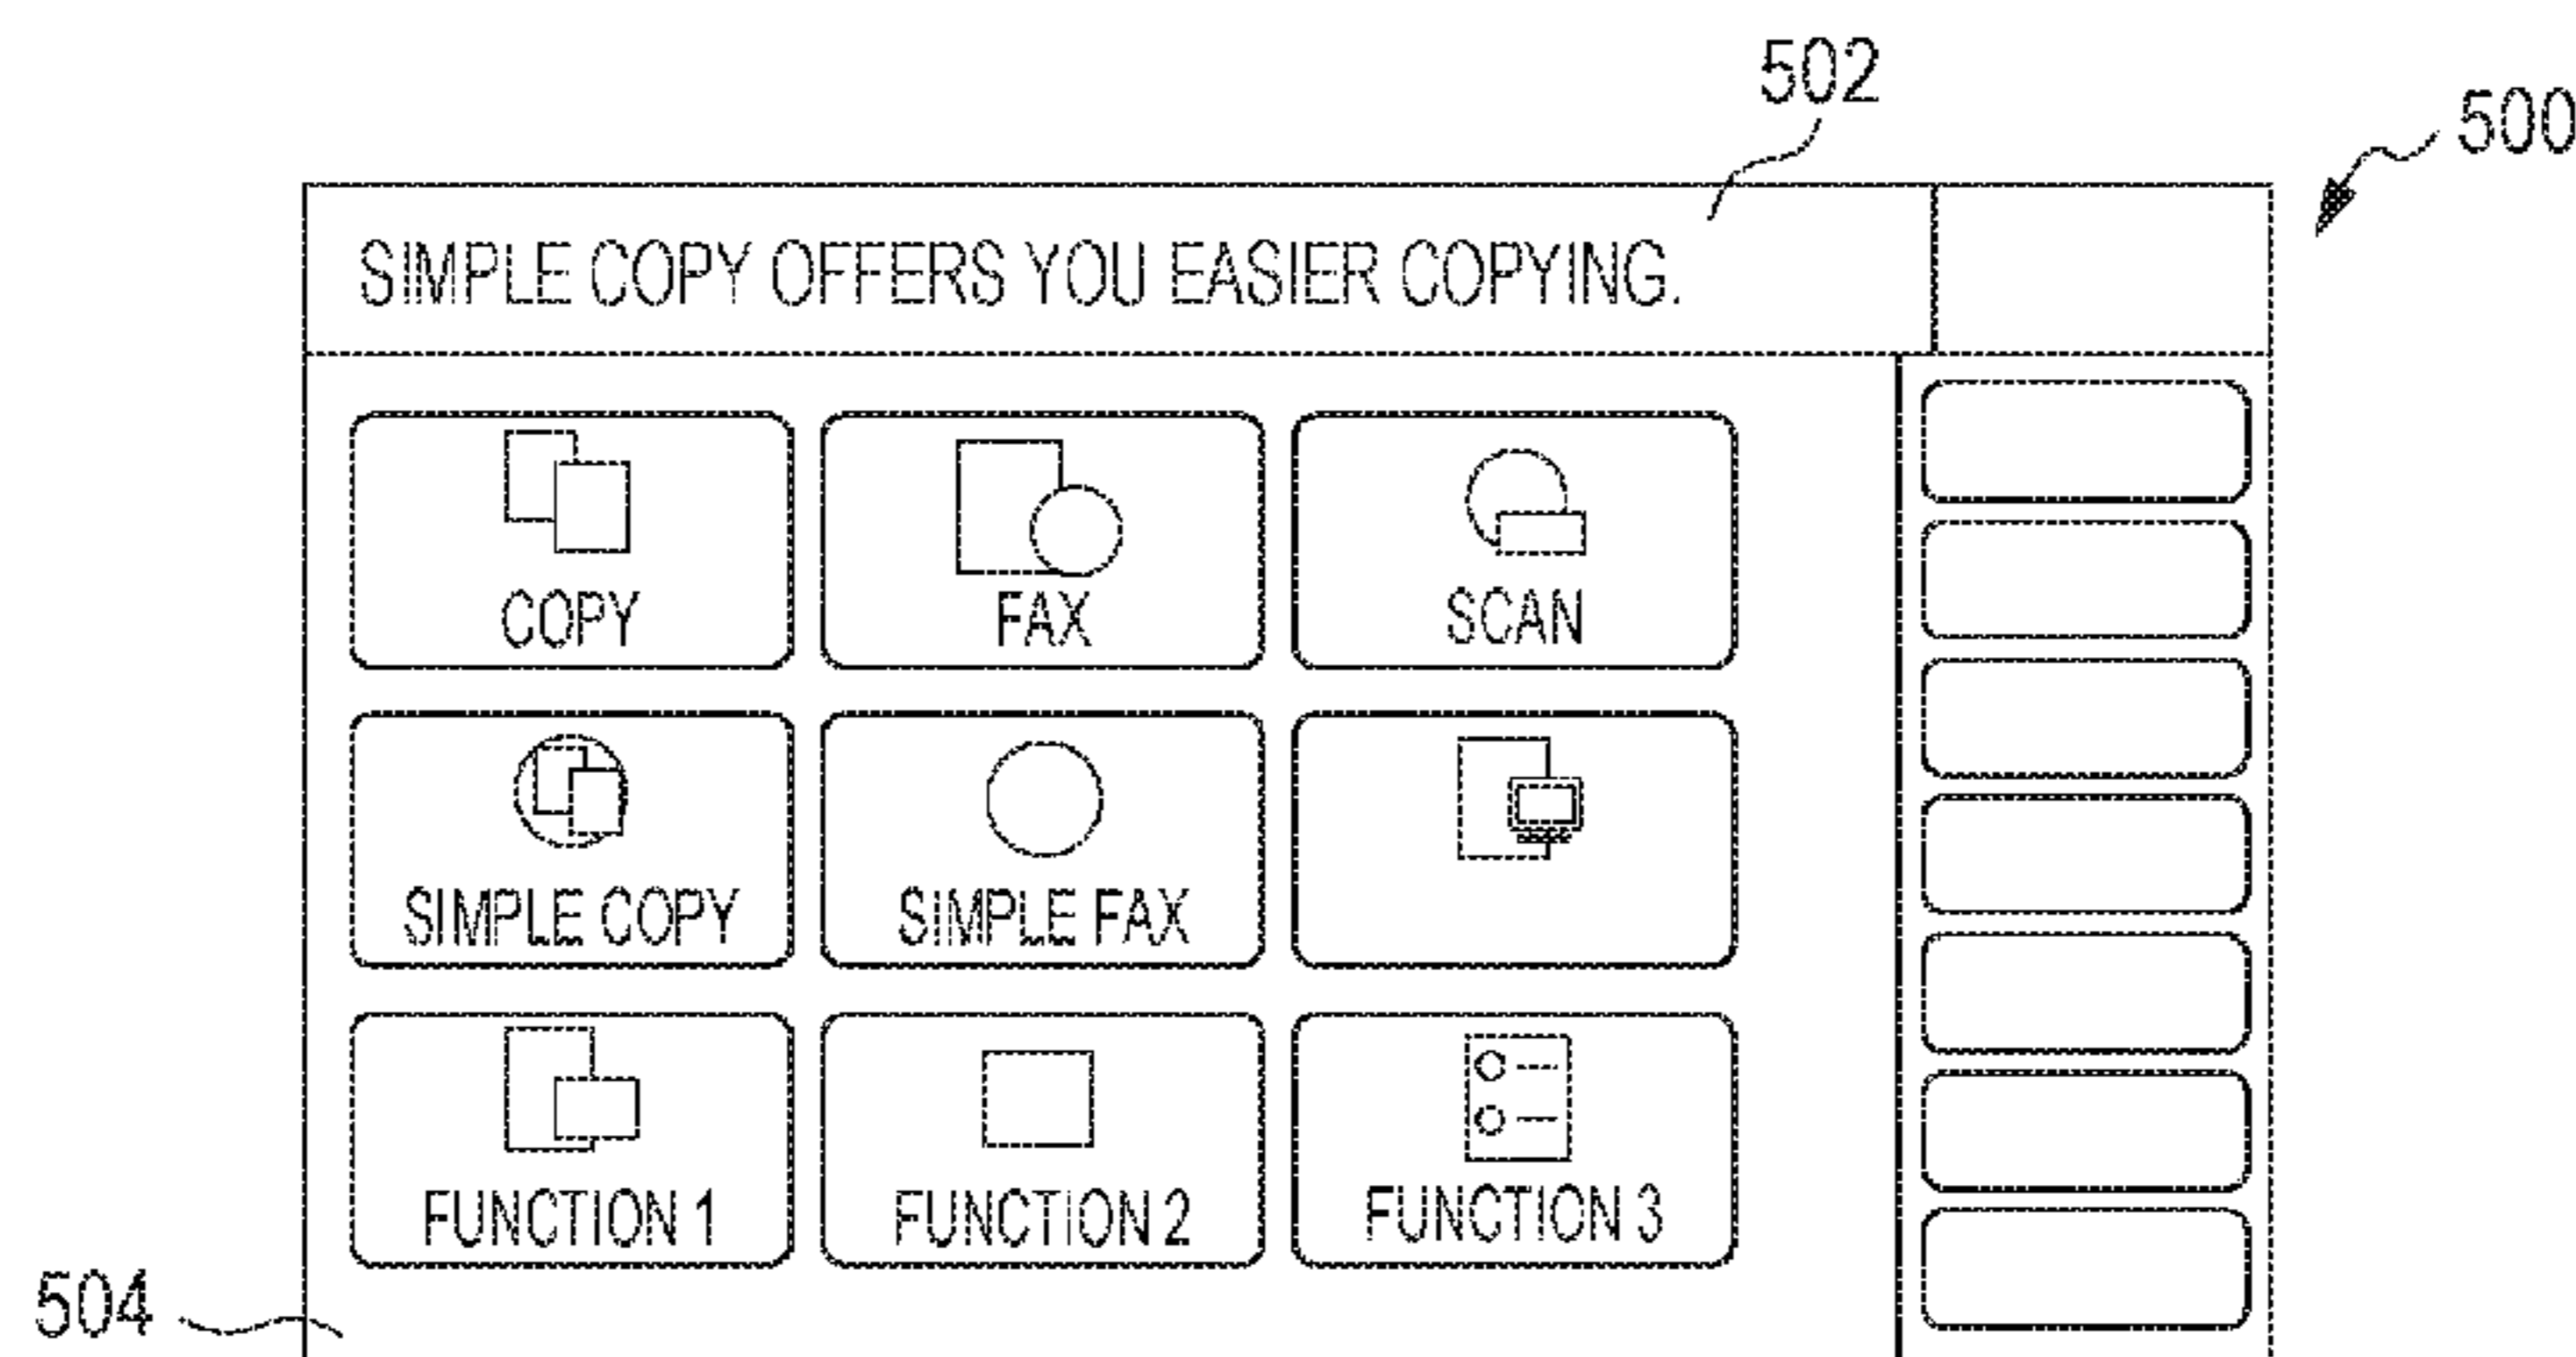 502
500
SIMPLE COPY OFFERS YOU EASIER COPYING.
COPY FAX SCAN
SIMPLE COPY SIMPLE FAX
FUNCTION 1 FUNCTION 2 FUNCTION 3
504